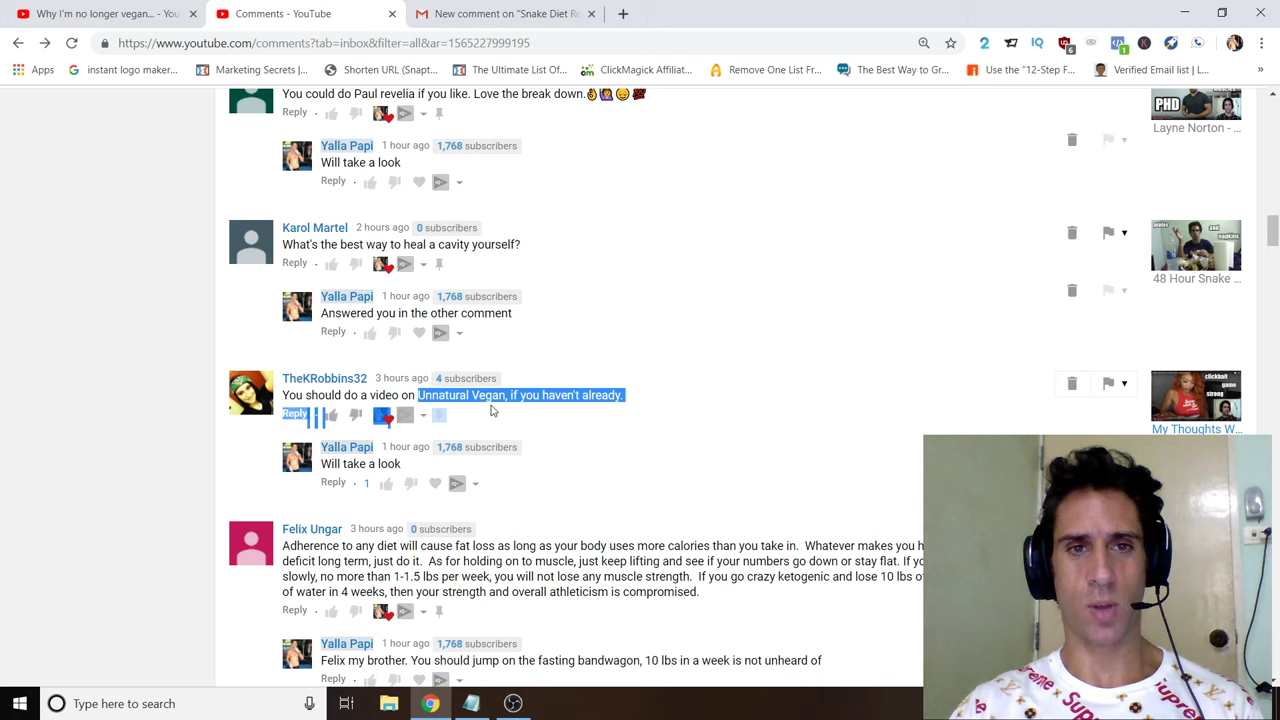 Why I'm no longer vegan... - You
Comments - YouTube
New comment on "Snake Diet Re
https://www.youtube.com/comments?tab=inbox&filter=all&ar=1565227999195
Apps
instant logo maker...
Marketing Secrets |...
Shorten URL (Snapt...
The Ultimate List Of...
ClickMagick Affiliat...
Remove One List Fr...
The Best Way to Gr...
Use the "12-Step F...
Verified Email list | L...
You could do Paul revelia if you like. Love the break down.
Reply
Yalla Papi 1 hour ago 1,768 subscribers
Will take a look
Reply
PHD
Layne Norton - ...
Karol Martel 2 hours ago 0 subscribers
What's the best way to heal a cavity yourself?
Reply
Yalla Papi 1 hour ago 1,768 subscribers
Answered you in the other comment
Reply
and
napkins
48 Hour Snake ...
TheKRobbins32 3 hours ago 4 subscribers
You should do a video on Unnatural Vegan, if you haven't already.
Reply
Yalla Papi 1 hour ago 1,768 subscribers
Will take a look
Reply 1
clickbait
game
strong
My Thoughts W...
Felix Ungar 3 hours ago 0 subscribers
Adherence to any diet will cause fat loss as long as your body uses more calories than you take in. Whatever makes you h
deficit long term, just do it. As for holding on to muscle, just keep lifting and see if your numbers go down or stay flat. If yo
slowly, no more than 1-1.5 lbs per week, you will not lose any muscle strength. If you go crazy ketogenic and lose 10 lbs o
of water in 4 weeks, then your strength and overall athleticism is compromised.
Reply
Yalla Papi 1 hour ago 1,768 subscribers
Felix my brother. You should jump on the fasting bandwagon, 10 lbs in a week is not unheard of
Reply
Supreme
Type here to search